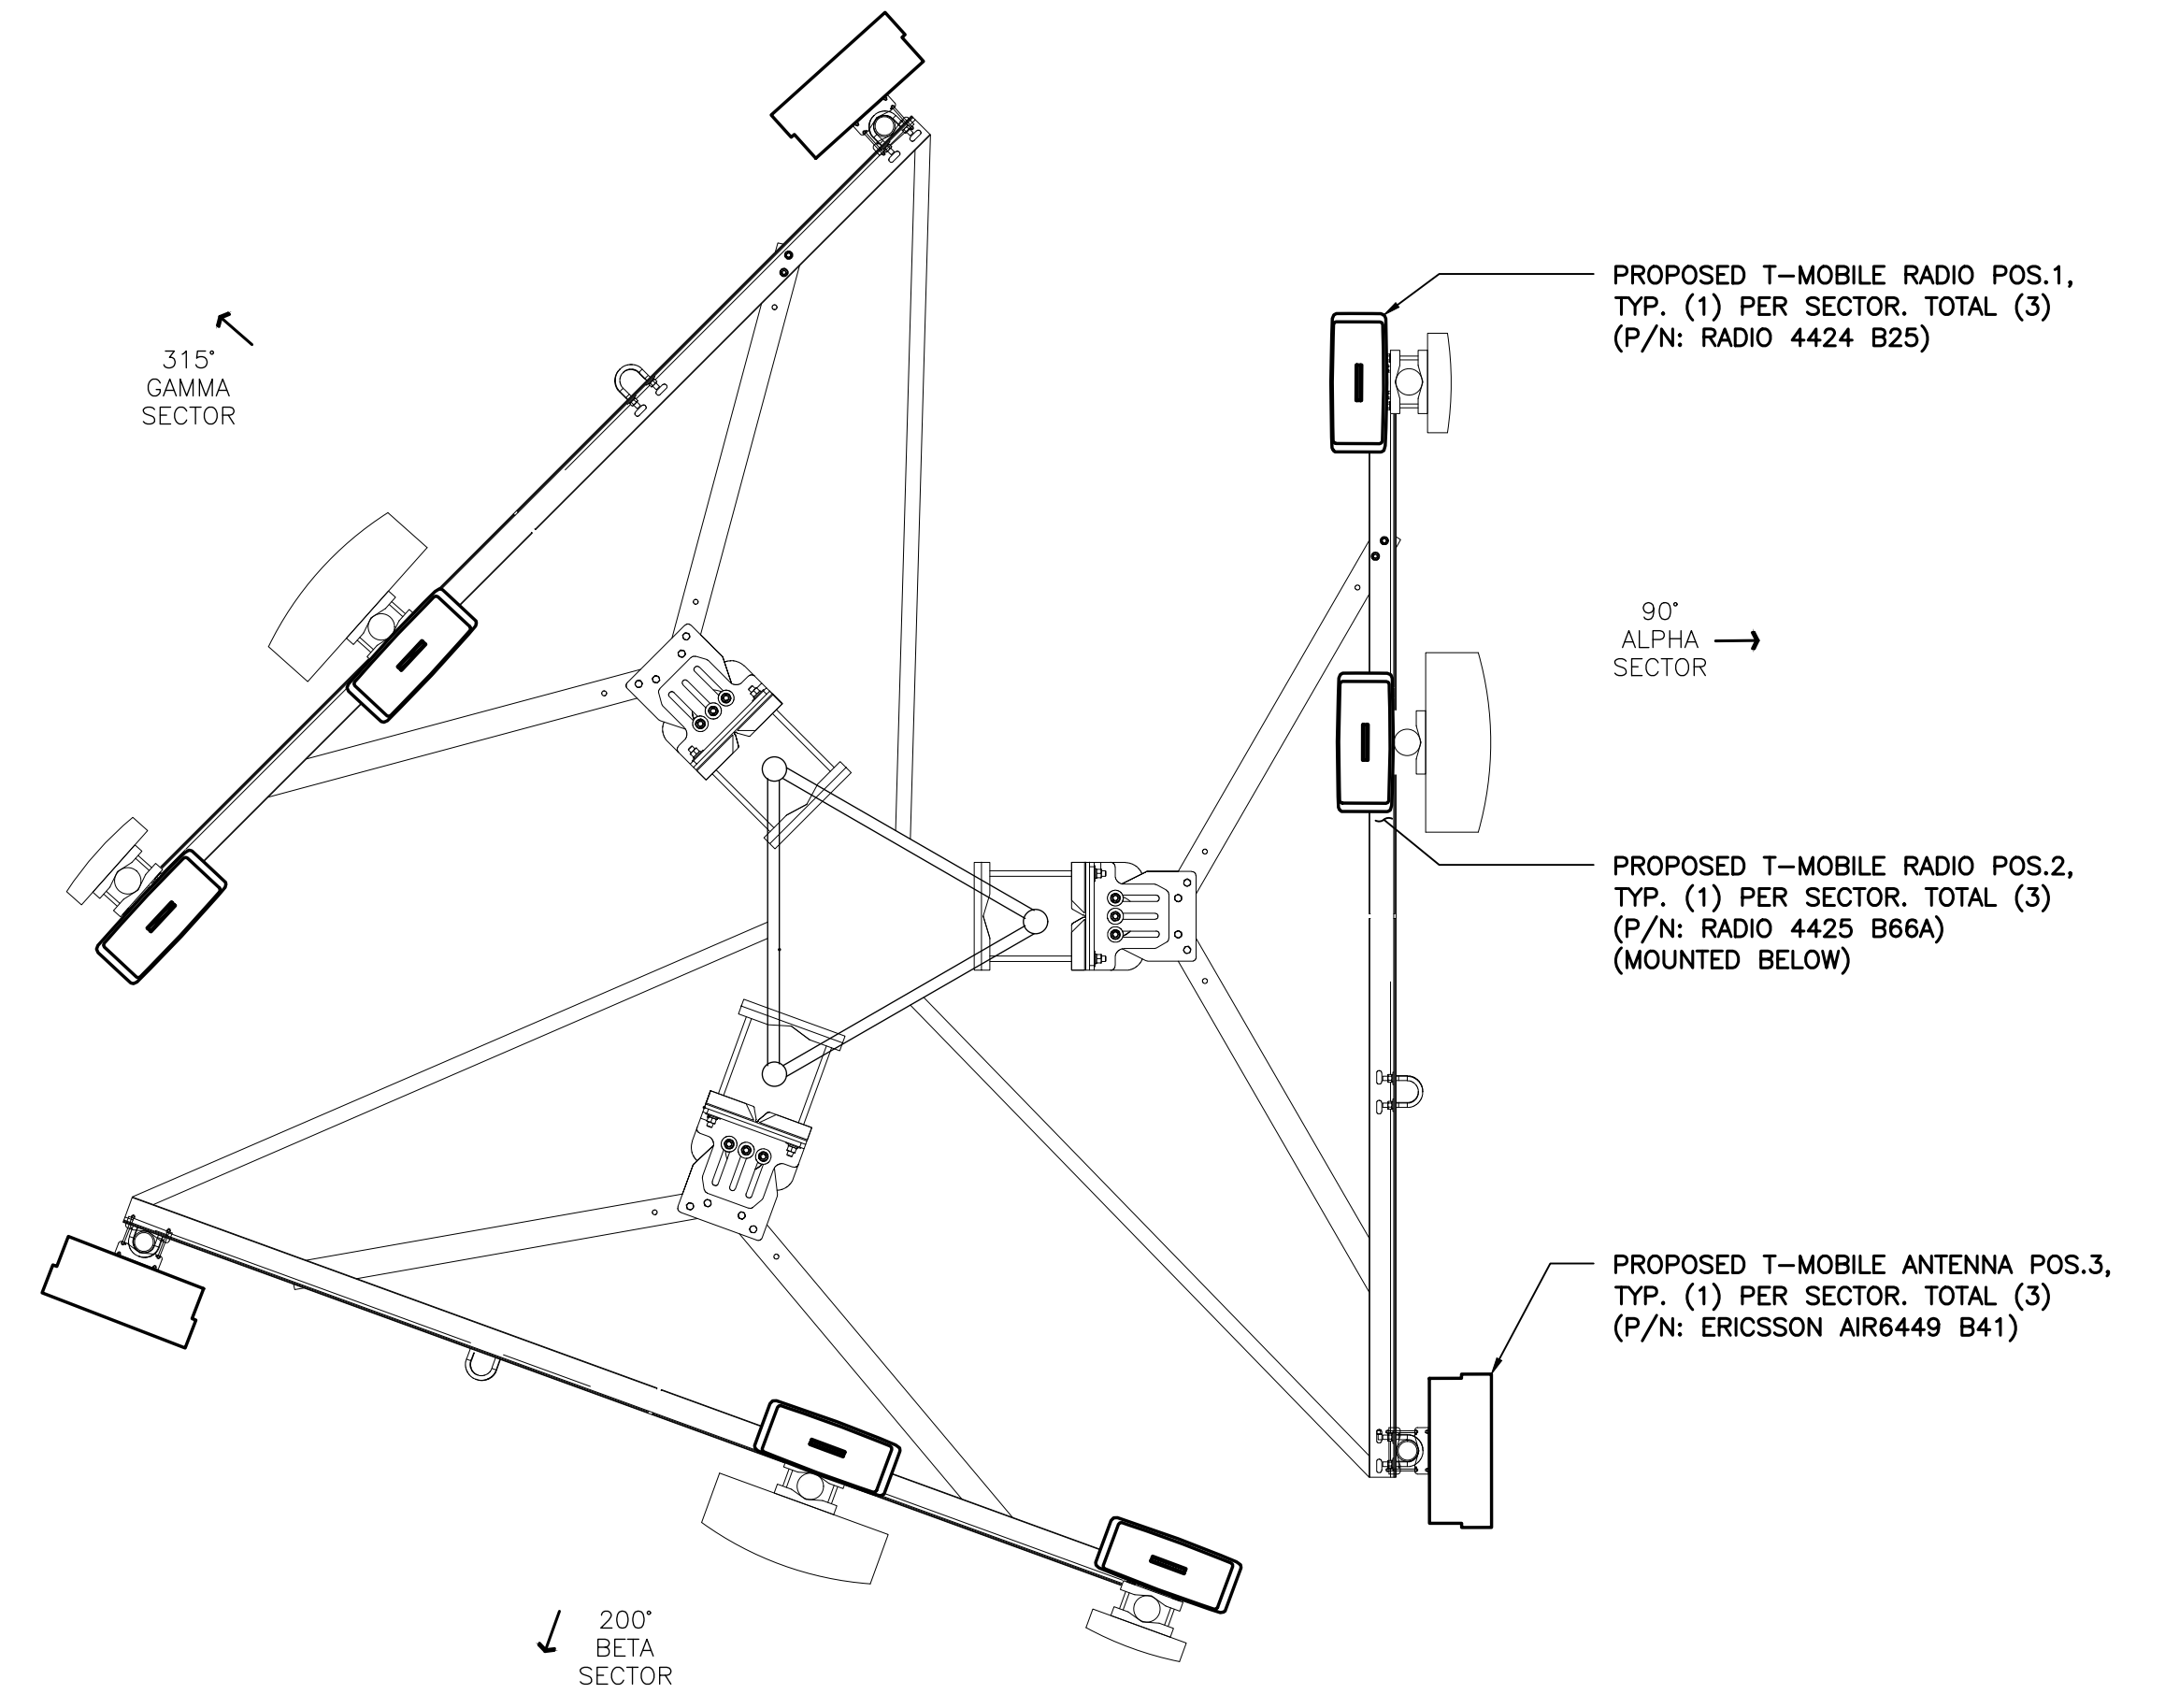 PROPOSED T-MOBILE RADIO POS.1,
TYP. (1) PER SECTOR. TOTAL (3)
(P/N: RADIO 4424 B25)
315°
GAMMA
SECTOR
90°
ALPHA
SECTOR
PROPOSED T-MOBILE RADIO POS.2,
TYP. (1) PER SECTOR. TOTAL (3)
(P/N: RADIO 4425 B66A)
(MOUNTED BELOW)
PROPOSED T-MOBILE ANTENNA POS.3,
TYP. (1) PER SECTOR. TOTAL (3)
(P/N: ERICSSON AIR6449 B41)
200°
BETA
SECTOR